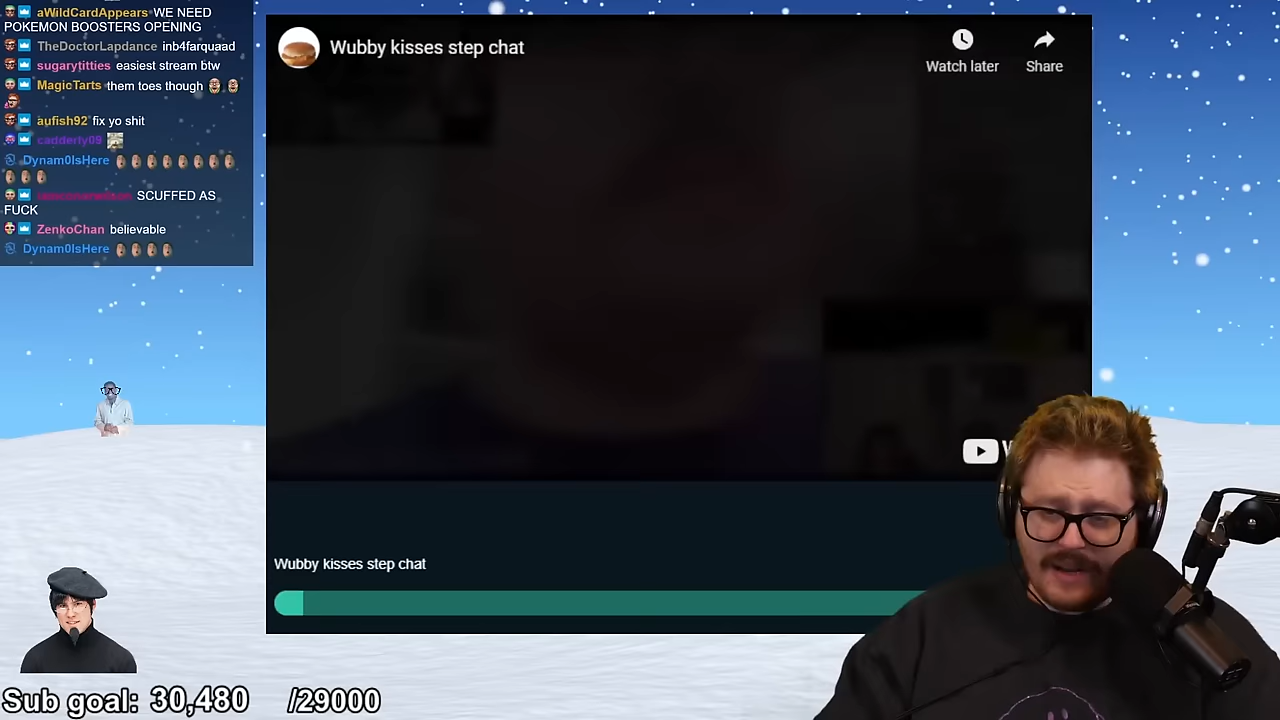 aWildCardAppears WE NEED
POKEMON BOOSTERS OPENING
TheDoctorLapdance inb4farquaad
sugarytitties easiest stream btw
MagicTarts them toes though
aufish92 fix yo shit
cadderly09
Dynam0IsHere
SCUFFED AS
FUCK
ZenkoChan believable
Dynam0IsHere
Wubby kisses step chat
Watch later
Share
Wubby kisses step chat
Sub goal: 30,480 /29000